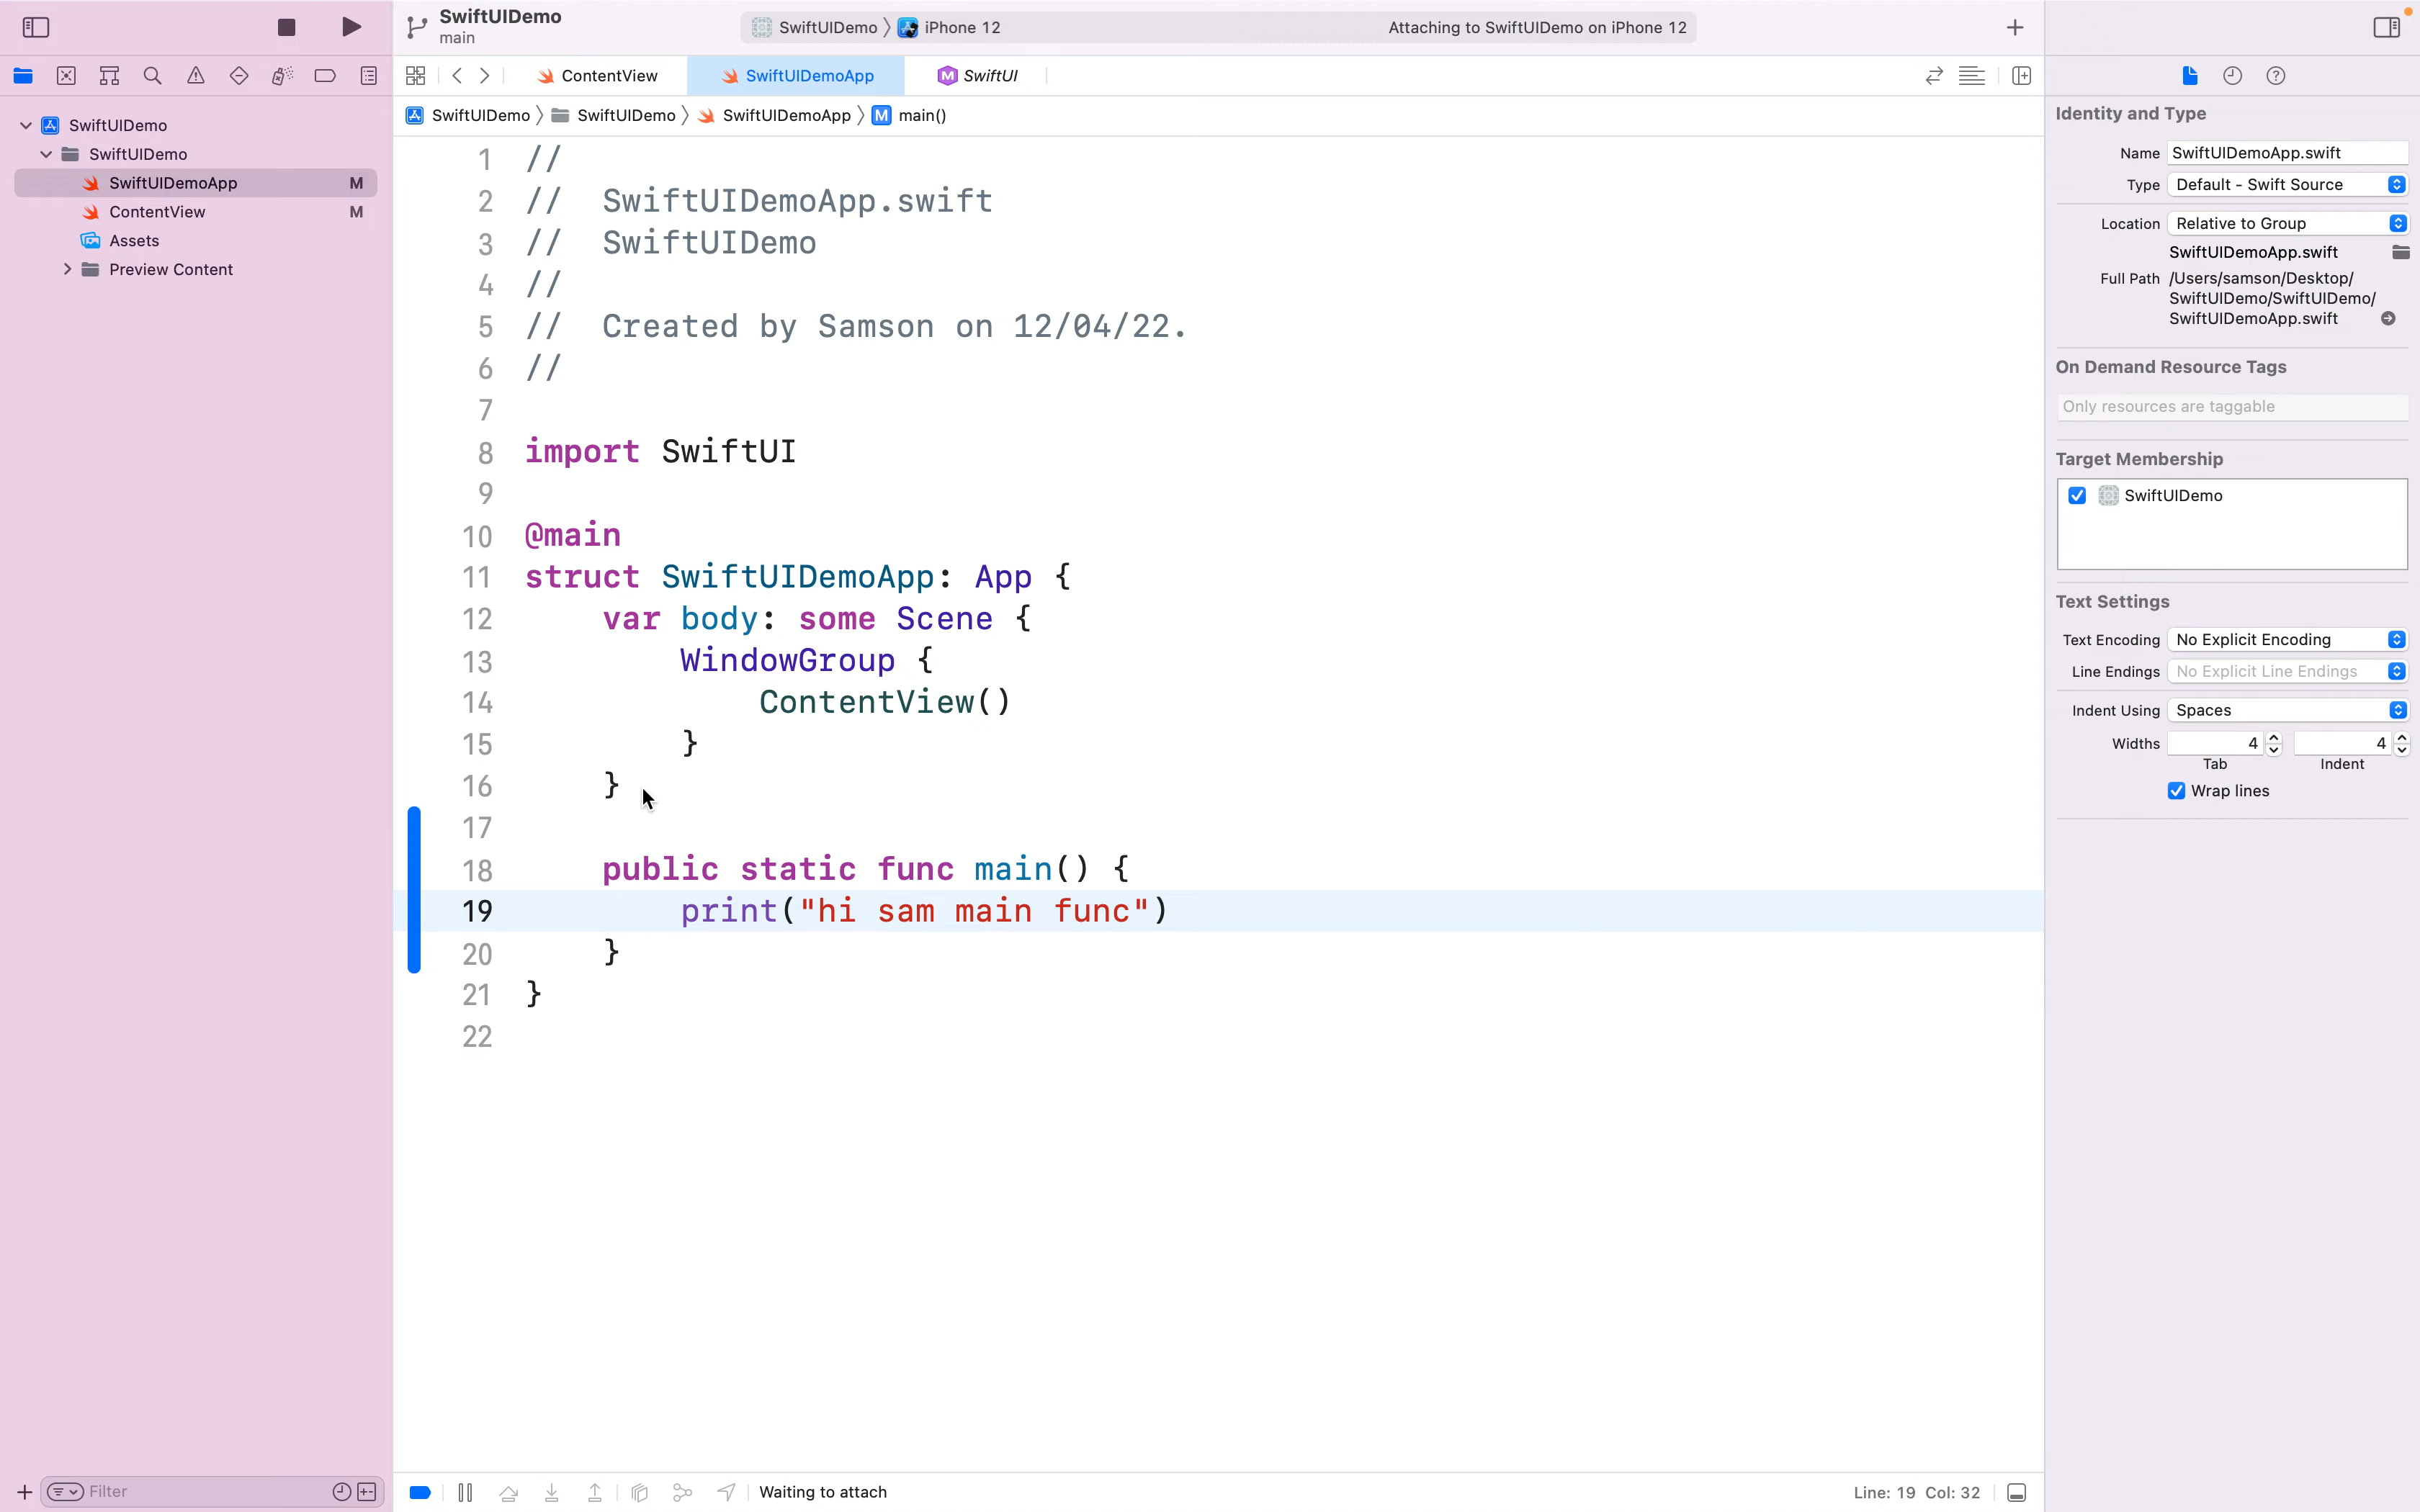 SwiftUIDemo
main
SwiftUIDemo iPhone 12 Attaching to SwiftUIDemo on iPhone 12
ContentView SwiftUIDemoApp M SwiftUI
SwiftUIDemo SwiftUIDemo SwiftUIDemoApp M main()
SwiftUIDemo
SwiftUIDemo
SwiftUIDemoApp M
ContentView M
Assets
Preview Content
1 //
2 //  SwiftUIDemoApp.swift
3 //  SwiftUIDemo
4 //
5 //  Created by Samson on 12/04/22.
6 //
7
8 import SwiftUI
9
10 @main
11 struct SwiftUIDemoApp: App {
12     var body: some Scene {
13         WindowGroup {
14             ContentView()
15         }
16     }
17
18     public static func main() {
19         print("hi sam main func")
20     }
21 }
22
Identity and Type
Name SwiftUIDemoApp.swift
Type Default - Swift Source
Location Relative to Group
SwiftUIDemoApp.swift
Full Path /Users/samson/Desktop/
SwiftUIDemo/SwiftUIDemo/
SwiftUIDemoApp.swift
On Demand Resource Tags
Only resources are taggable
Target Membership
SwiftUIDemo
Text Settings
Text Encoding No Explicit Encoding
Line Endings No Explicit Line Endings
Indent Using Spaces
Widths 4 4
Tab Indent
Wrap lines
Filter
Waiting to attach
Line: 19 Col: 32